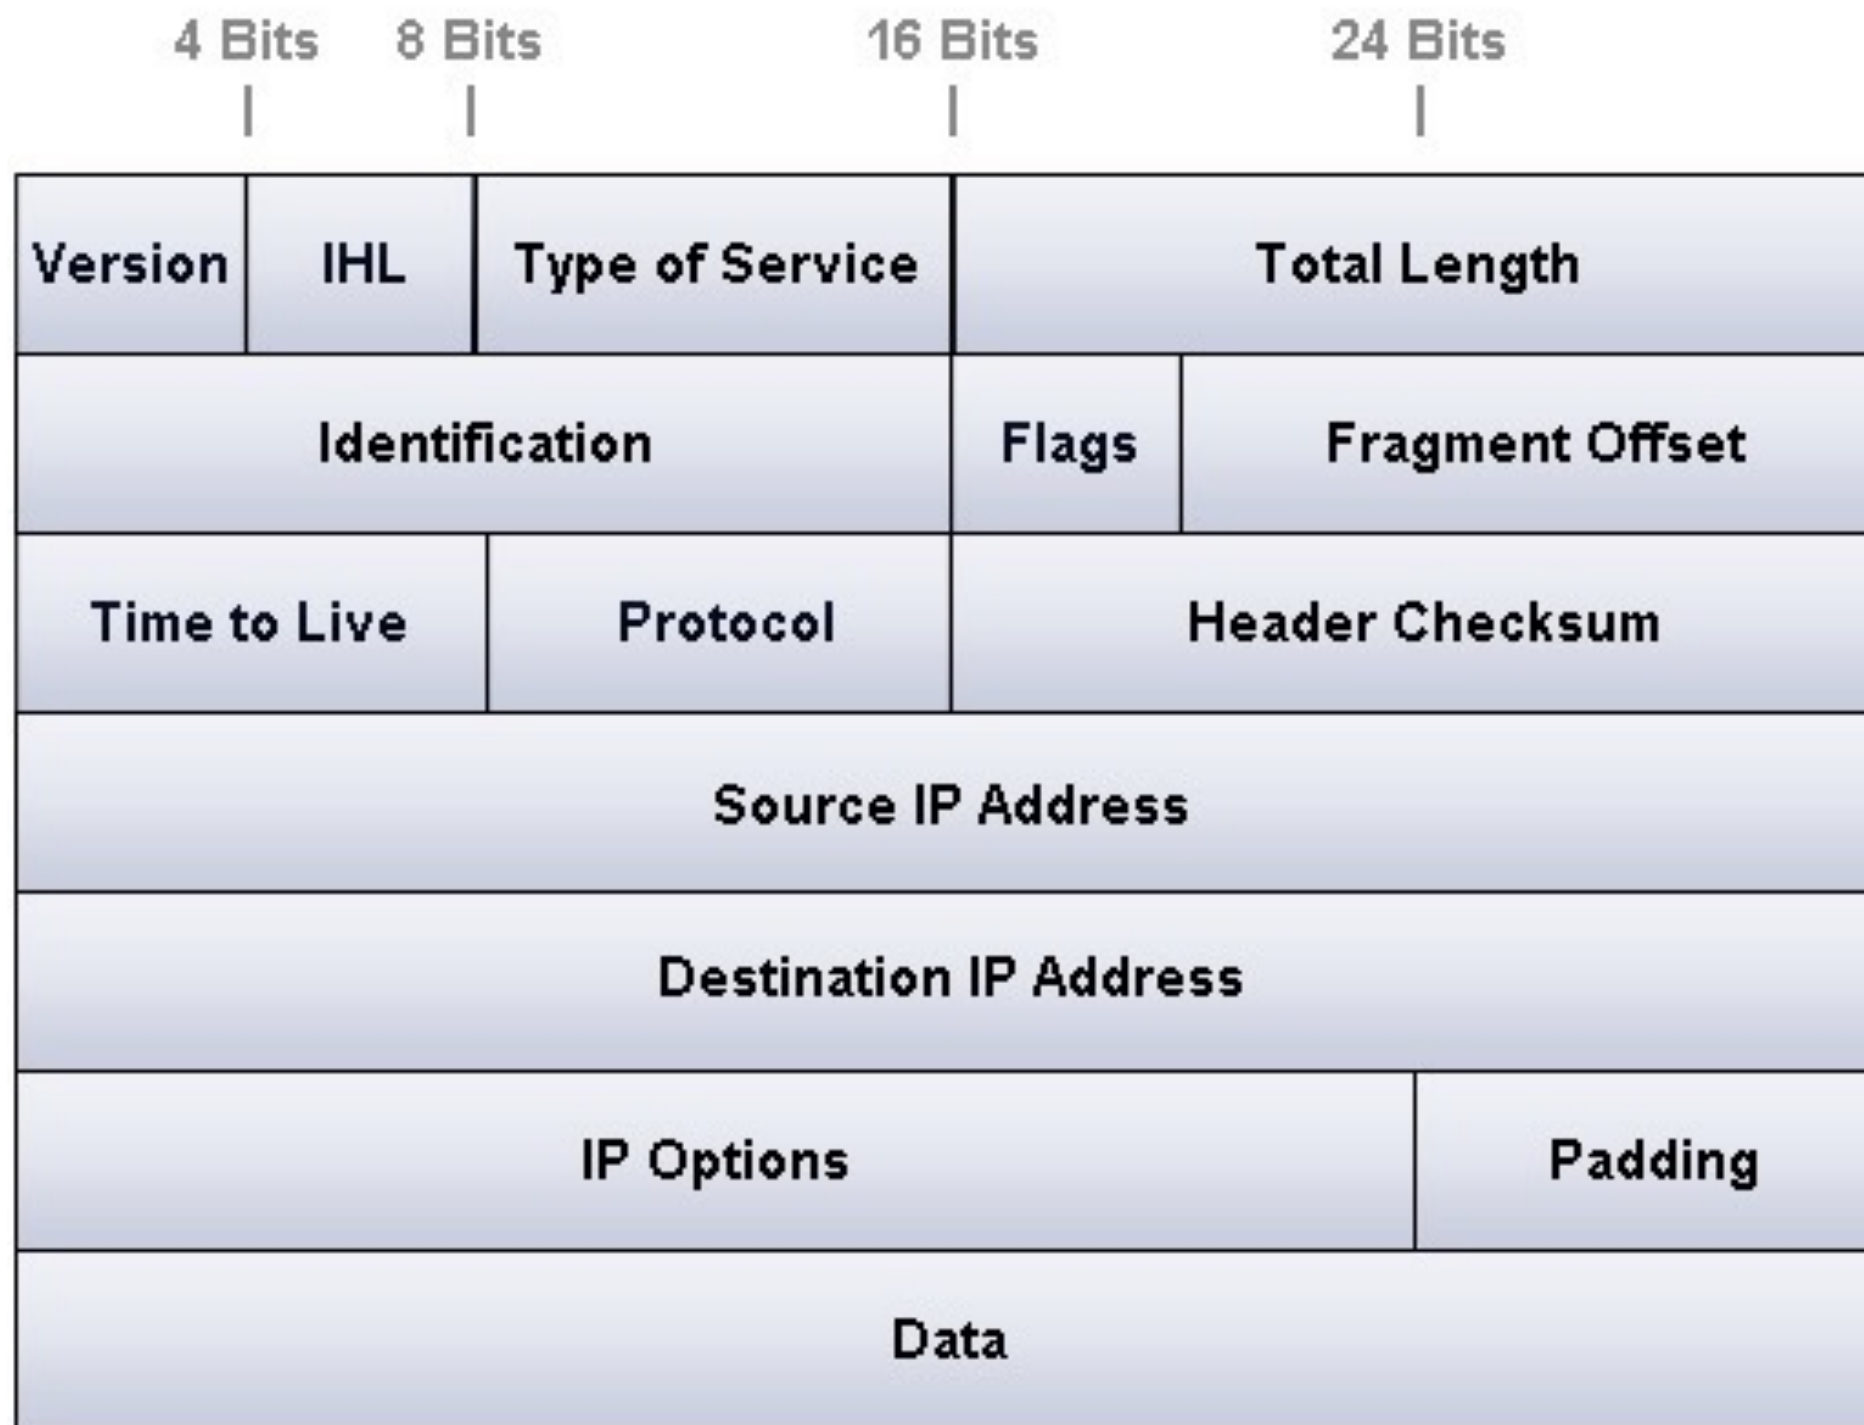 4 Bits 8 Bits 16 Bits 24 Bits
Version IHL Type of Service Total Length
Identification Flags Fragment Offset
Time to Live Protocol Header Checksum
Source IP Address
Destination IP Address
IP Options Padding
Data